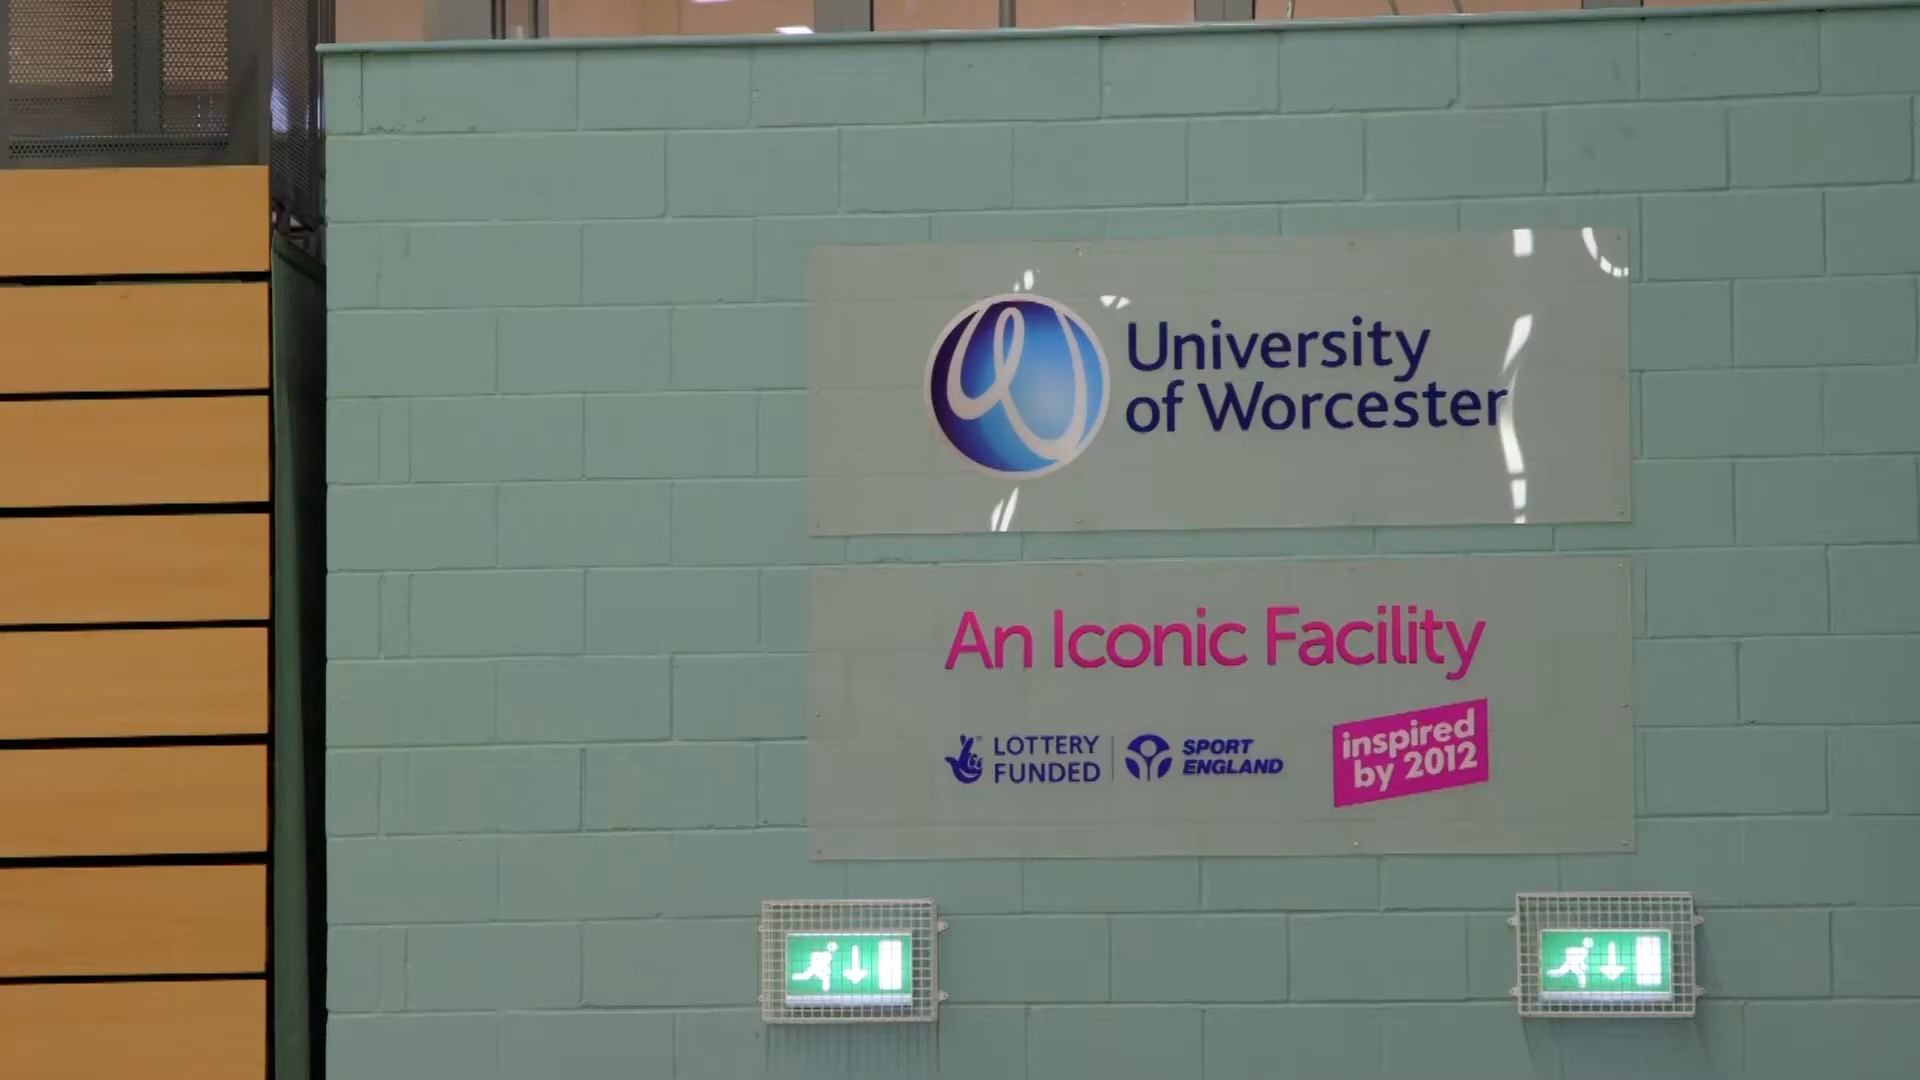 University
of Worcester
An Iconic Facility
LOTTERY
FUNDED
SPORT
ENGLAND
inspired
by 2012